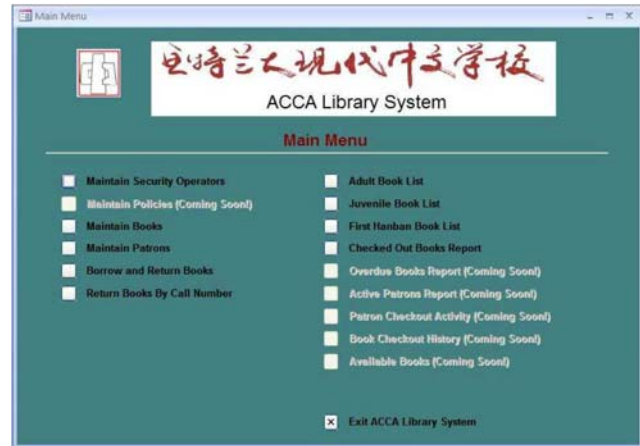 Main Menu
亚特兰大现代中文学校
ACCA Library System
Main Menu
Maintain Security Operators
Maintain Policies (Coming Soon!)
Maintain Books
Maintain Patrons
Borrow and Return Books
Return Books By Call Number
Adult Book List
Juvenile Book List
First Hanban Book List
Checked Out Books Report
Overdue Books Report (Coming Soon!)
Active Patrons Report (Coming Soon!)
Patron Checkout Activity (Coming Soon!)
Book Checkout History (Coming Soon!)
Available Books (Coming Soon!)
Exit ACCA Library System